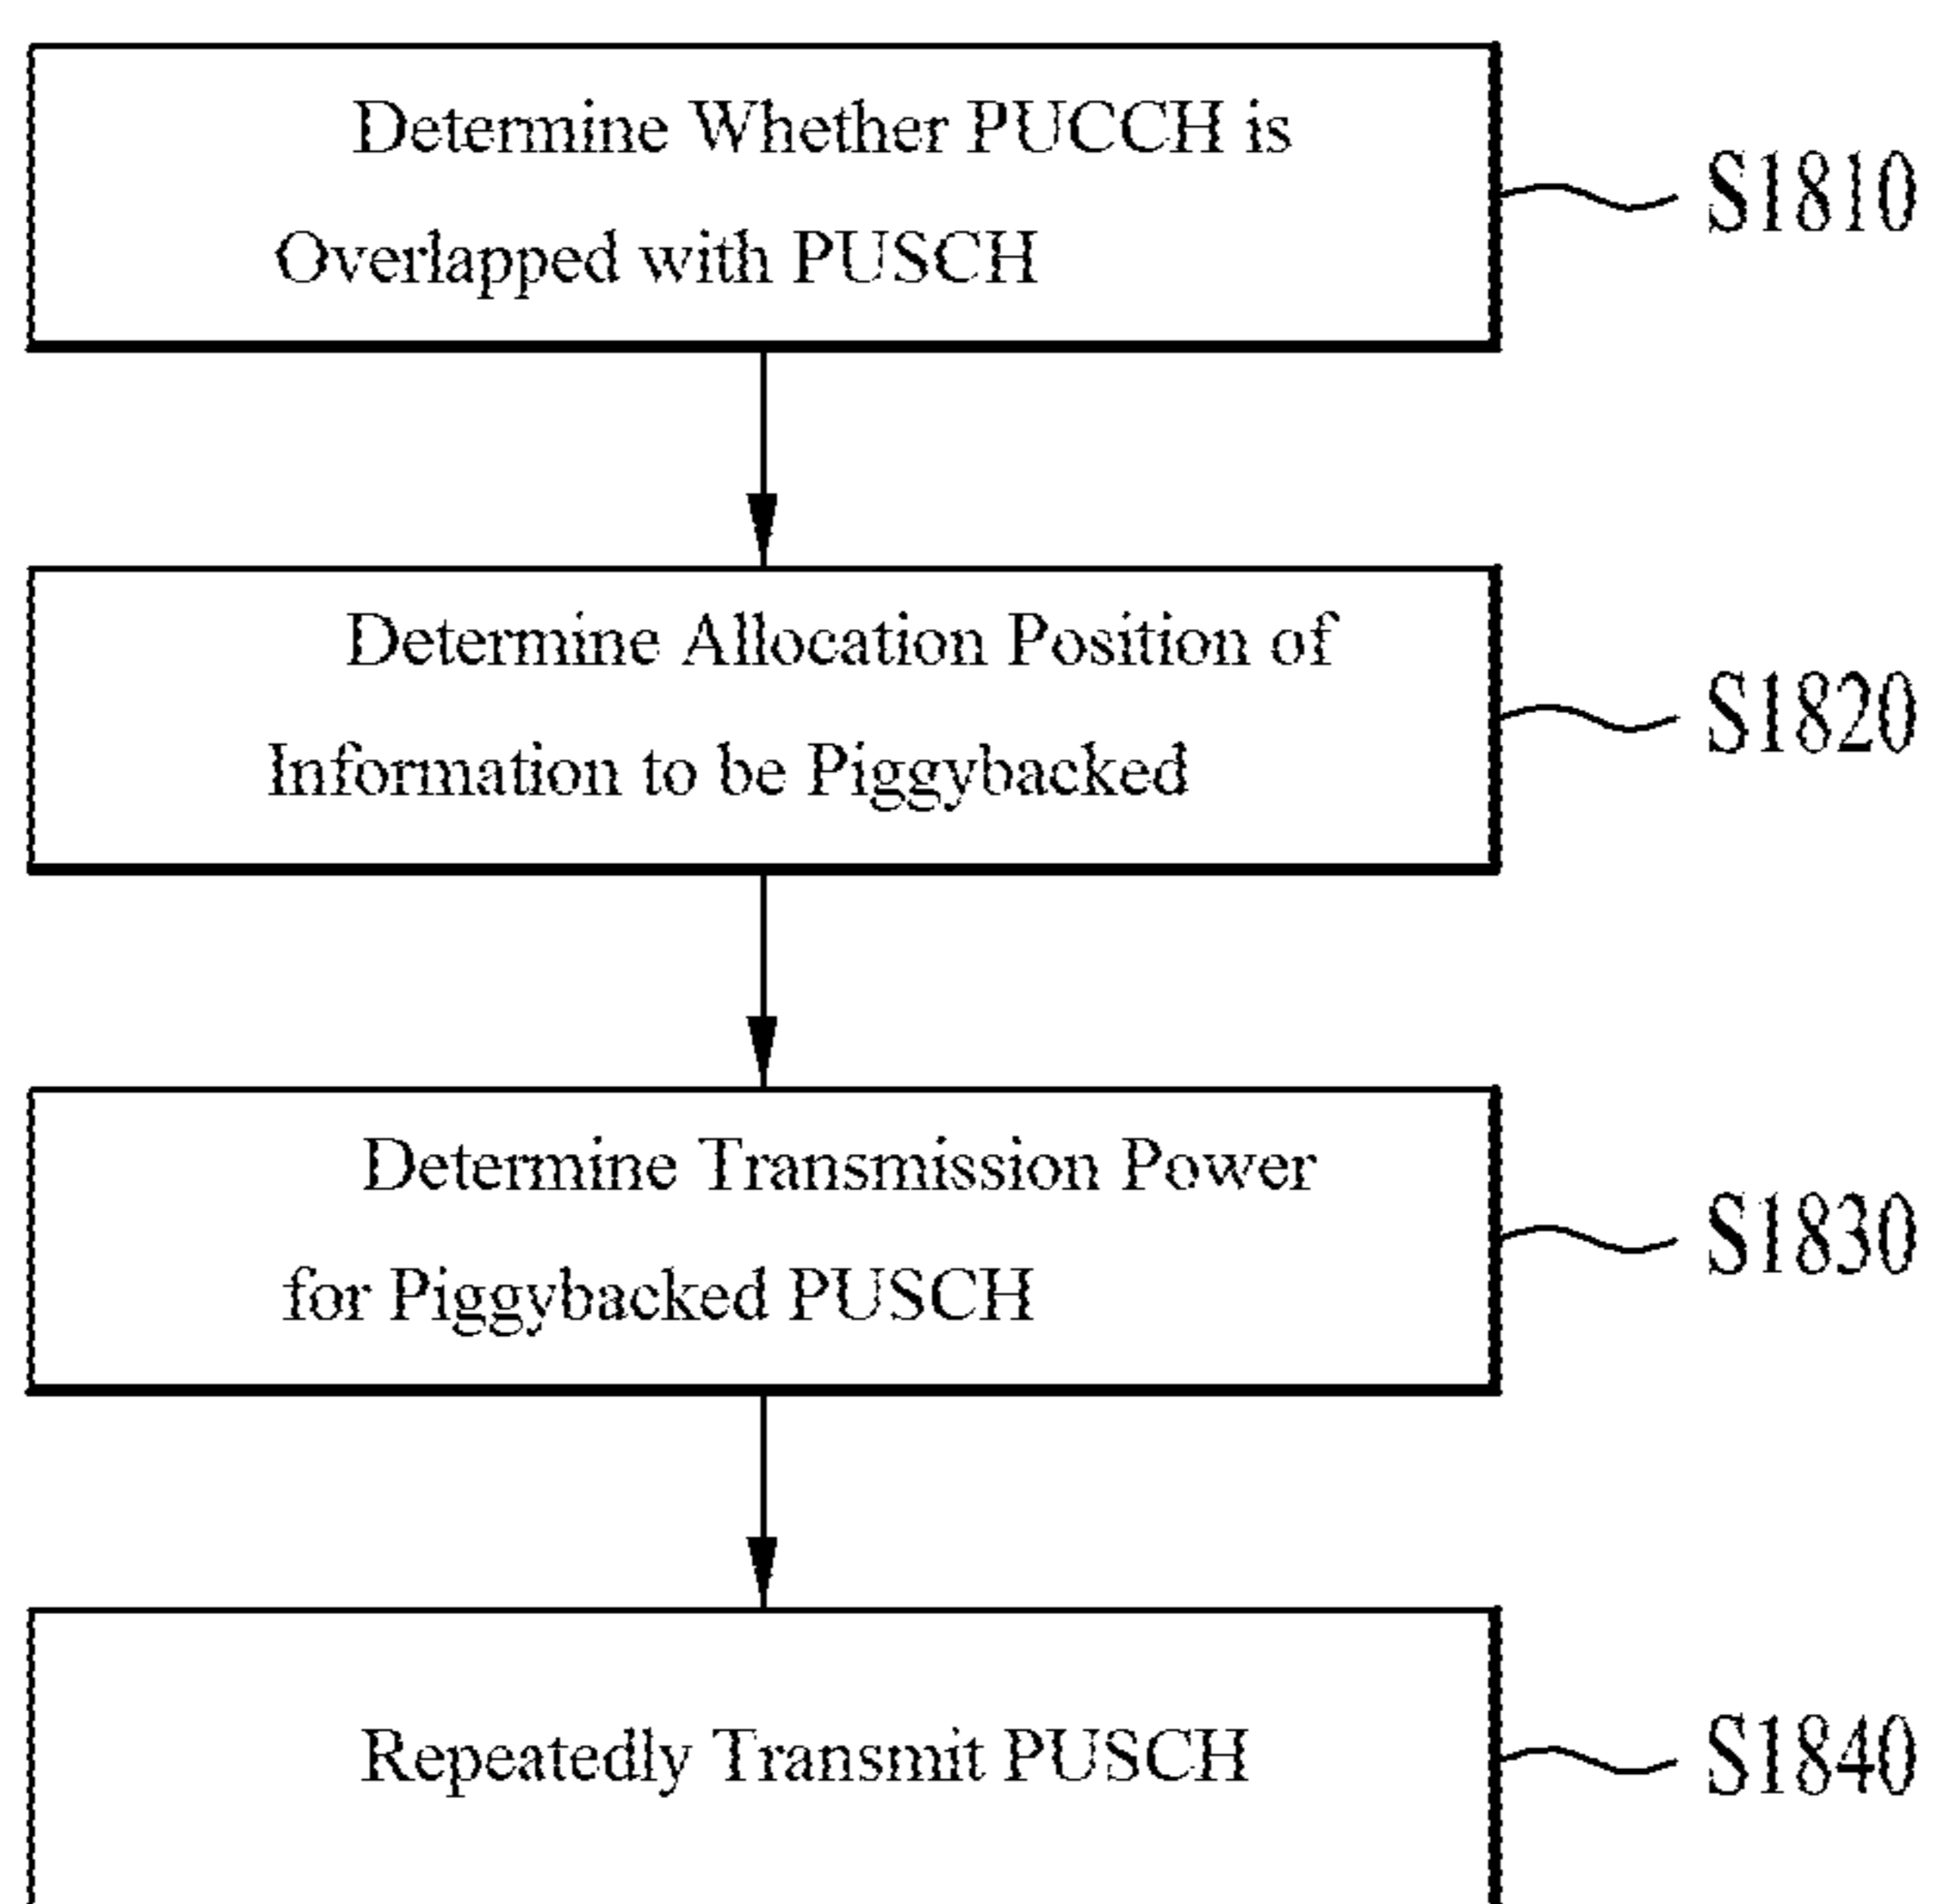 Determine Whether PUCCH is
Overlapped with PUSCH
S1810
Determine Allocation Position of
Information to be Piggybacked
S1820
Determine Transmission Power
for Piggybacked PUSCH
S1830
Repeatedly Transmit PUSCH
S1840